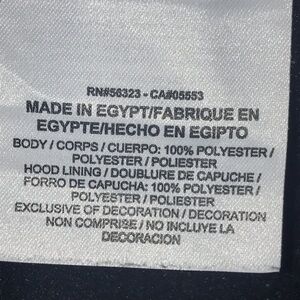 RN#56323 - CA#05553
MADE IN EGYPT/FABRIQUE EN
EGYPTE/HECHO EN EGIPTO
BODY / CORPS / CUERPO: 100% POLYESTER /
POLYESTER / POLIESTER
HOOD LINING / DOUBLURE DE CAPUCHE /
FORRO DE CAPUCHA: 100% POLYESTER /
POLYESTER / POLIESTER
EXCLUSIVE OF DECORATION / DECORATION
NON COMPRISE / NO INCLUYE LA
DECORACION